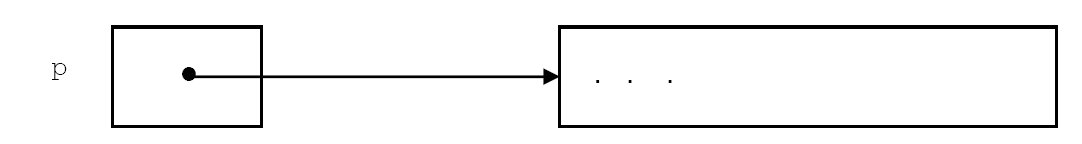 p . . .